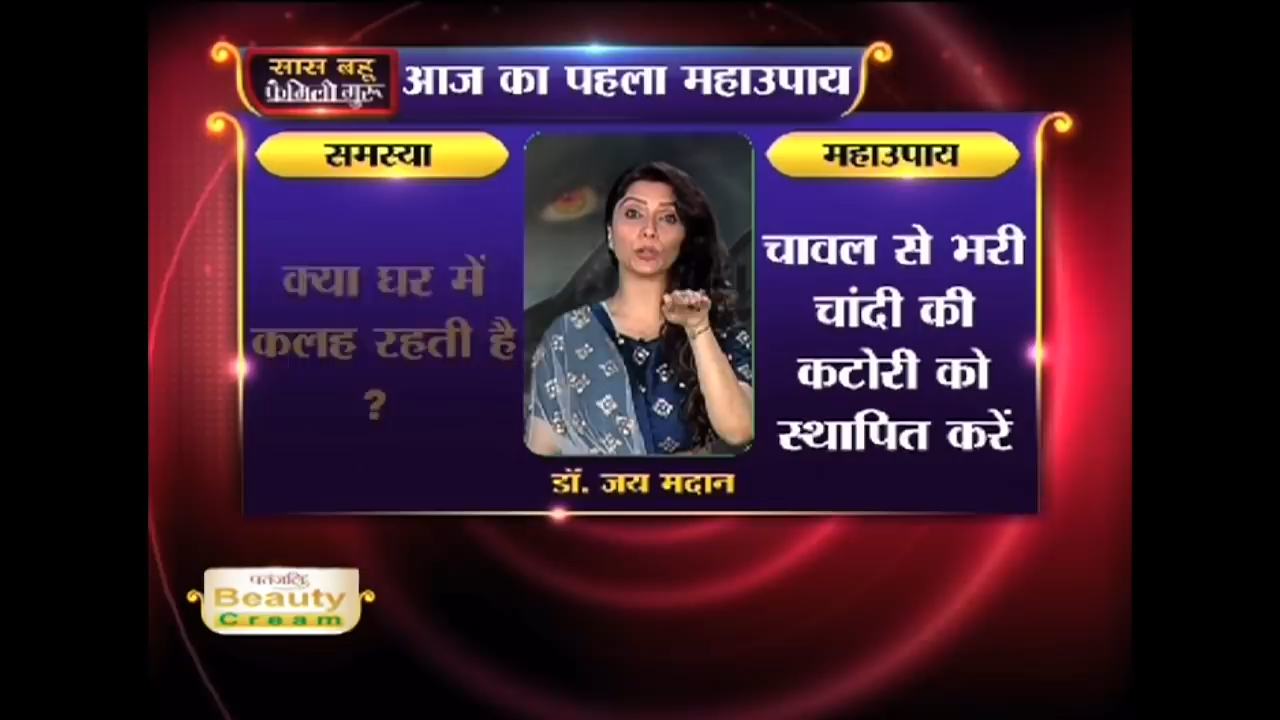 सास बहू
फैमिली गुरू
आज का पहला महाउपाय
समस्या
क्या घर में
कलह रहती है
?
डॉ. जय मदान
महाउपाय
चावल से भरी
चांदी की
कटोरी को
स्थापित करें
पतंजलि
Beauty
Cream